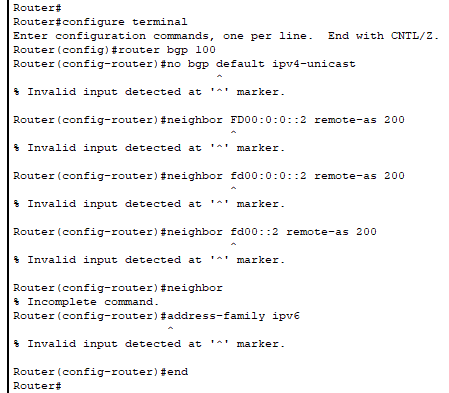 Router#
Router#configure terminal
Enter configuration commands, one per line.  End with CNTL/Z.
Router(config)#router bgp 100
Router(config-router)#no bgp default ipv4-unicast
                             ^
% Invalid input detected at '^' marker.

Router(config-router)#neighbor FD00:0:0::2 remote-as 200
                               ^
% Invalid input detected at '^' marker.

Router(config-router)#neighbor fd00:0:0::2 remote-as 200
                               ^
% Invalid input detected at '^' marker.

Router(config-router)#neighbor fd00::2 remote-as 200
                               ^
% Invalid input detected at '^' marker.

Router(config-router)#neighbor
% Incomplete command.
Router(config-router)#address-family ipv6
                      ^
% Invalid input detected at '^' marker.

Router(config-router)#end
Router#